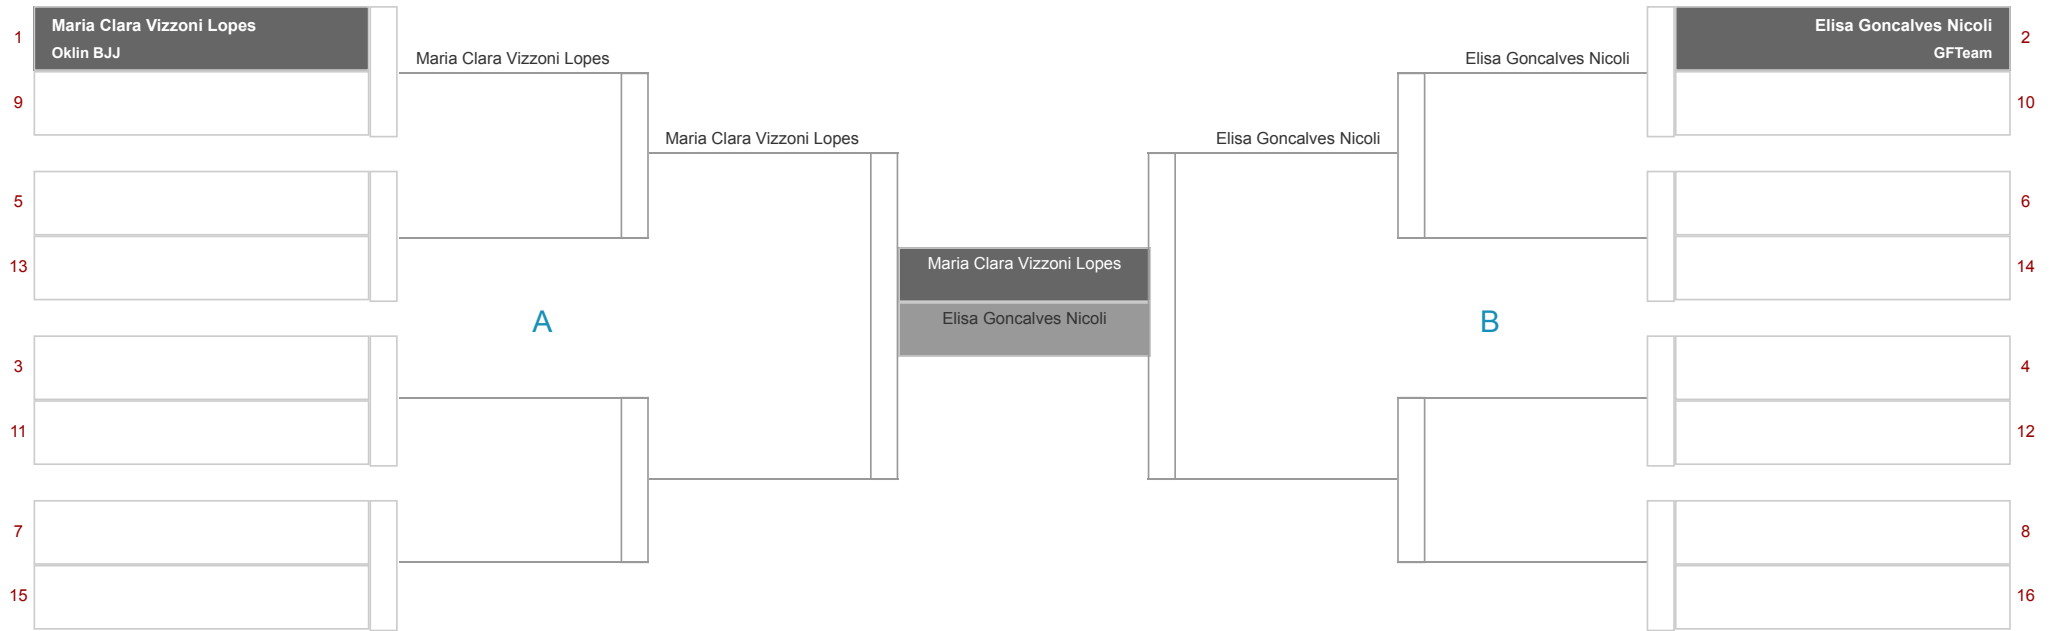 1
Maria Clara Vizzoni Lopes
Oklin BJJ
9
5
13
3
11
7
15
Maria Clara Vizzoni Lopes
Maria Clara Vizzoni Lopes
A
Maria Clara Vizzoni Lopes
Elisa Goncalves Nicoli
Elisa Goncalves Nicoli
Elisa Goncalves Nicoli
B
Elisa Goncalves Nicoli
GFTeam
2
10
6
14
4
12
8
16